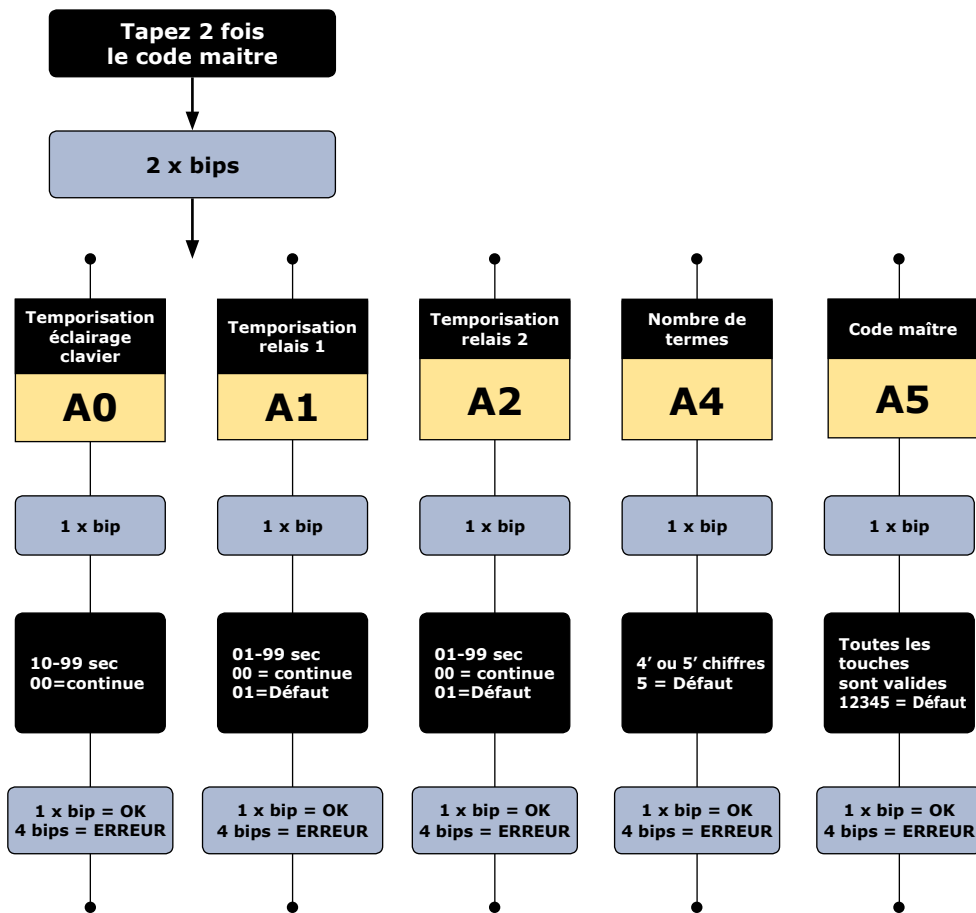 Tapez 2 fois
le code maitre
2 x bips
Temporisation
éclairage
clavier
A0
1 x bip
10-99 sec
00=continue
1 x bip = OK
4 bips = ERREUR
Temporisation
relais 1
A1
1 x bip
01-99 sec
00 = continue
01=Défaut
1 x bip = OK
4 bips = ERREUR
Temporisation
relais 2
A2
1 x bip
01-99 sec
00 = continue
01=Défaut
1 x bip = OK
4 bips = ERREUR
Nombre de
termes
A4
1 x bip
4’ ou 5’ chiffres
5 = Défaut
1 x bip = OK
4 bips = ERREUR
Code maître
A5
1 x bip
Toutes les
touches
sont valides
12345 = Défaut
1 x bip = OK
4 bips = ERREUR